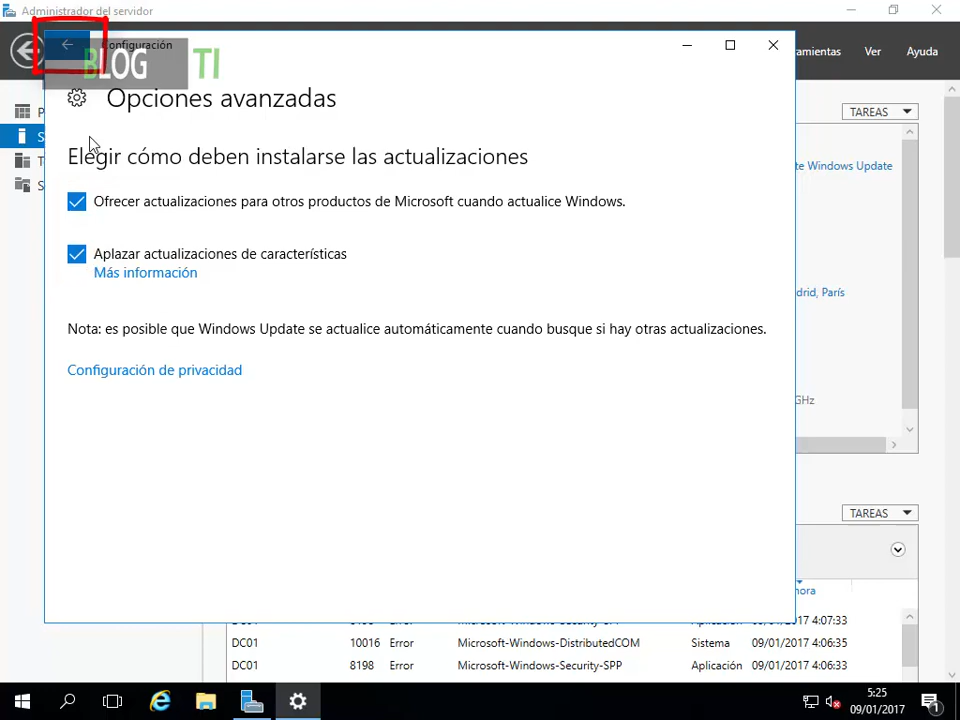 Administrador del servidor
Configuración
BLOG TI
Ver
Ayuda
Opciones avanzadas
TAREAS
Elegir cómo deben instalarse las actualizaciones
Windows Update
Ofrecer actualizaciones para otros productos de Microsoft cuando actualice Windows.
Aplazar actualizaciones de características
Más información
París
Nota: es posible que Windows Update se actualice automáticamente cuando busque si hay otras actualizaciones.
Configuración de privacidad
GHz
TAREAS
hora
09/01/2017 4:07:33
DC01 10016 Error Microsoft-Windows-DistributedCOM Sistema 09/01/2017 4:06:35
DC01 8198 Error Microsoft-Windows-Security-SPP Aplicación 09/01/2017 4:06:33
5:25
09/01/2017
1